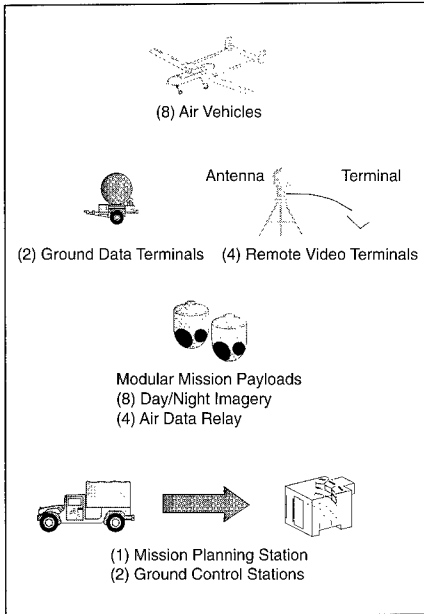 (8) Air Vehicles
Antenna Terminal
(2) Ground Data Terminals (4) Remote Video Terminals
Modular Mission Payloads
(8) Day/Night Imagery
(4) Air Data Relay
(1) Mission Planning Station
(2) Ground Control Stations